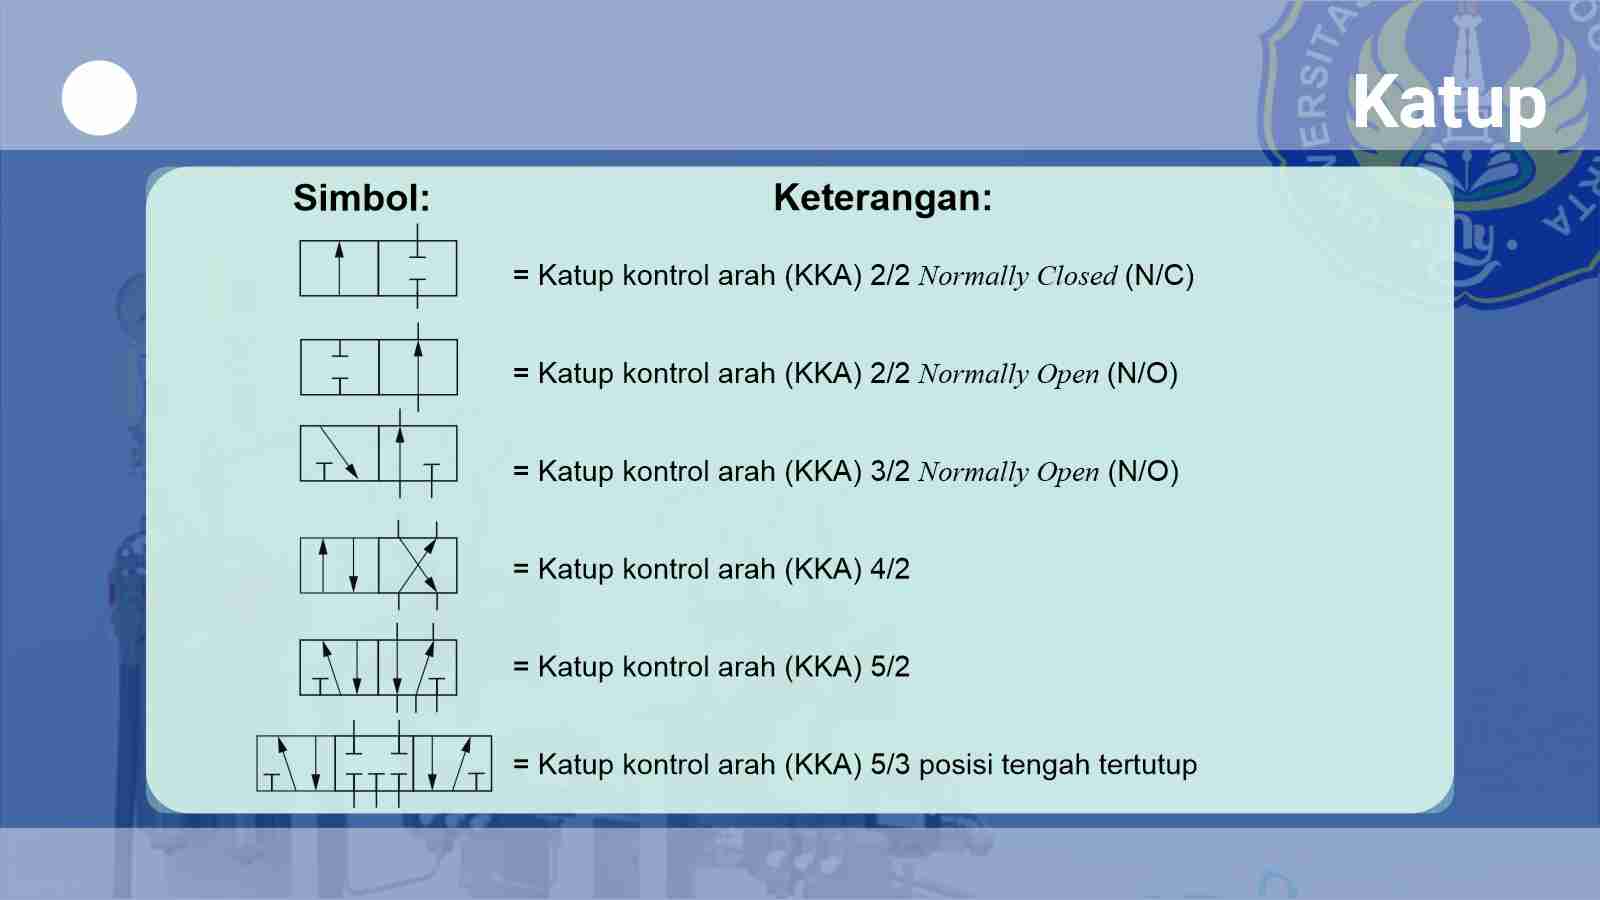 Katup
Simbol:
Keterangan:
= Katup kontrol arah (KKA) 2/2 Normally Closed (N/C)
= Katup kontrol arah (KKA) 2/2 Normally Open (N/O)
= Katup kontrol arah (KKA) 3/2 Normally Open (N/O)
= Katup kontrol arah (KKA) 4/2
= Katup kontrol arah (KKA) 5/2
= Katup kontrol arah (KKA) 5/3 posisi tengah tertutup